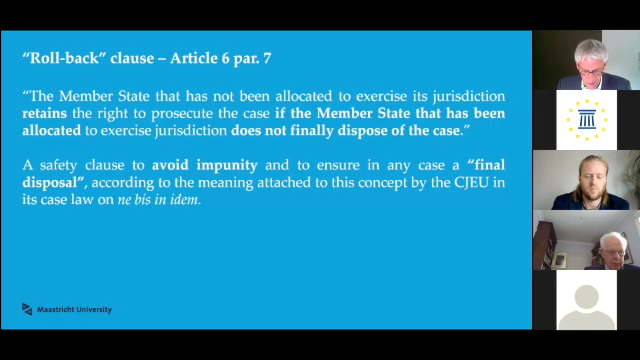 “Roll-back” clause – Article 6 par. 7
“The Member State that has not been allocated to exercise its jurisdiction
retains the right to prosecute the case if the Member State that has been
allocated to exercise jurisdiction does not finally dispose of the case.”
A safety clause to avoid impunity and to ensure in any case a “final
disposal”, according to the meaning attached to this concept by the CJEU in
its case law on ne bis in idem.
Maastricht University